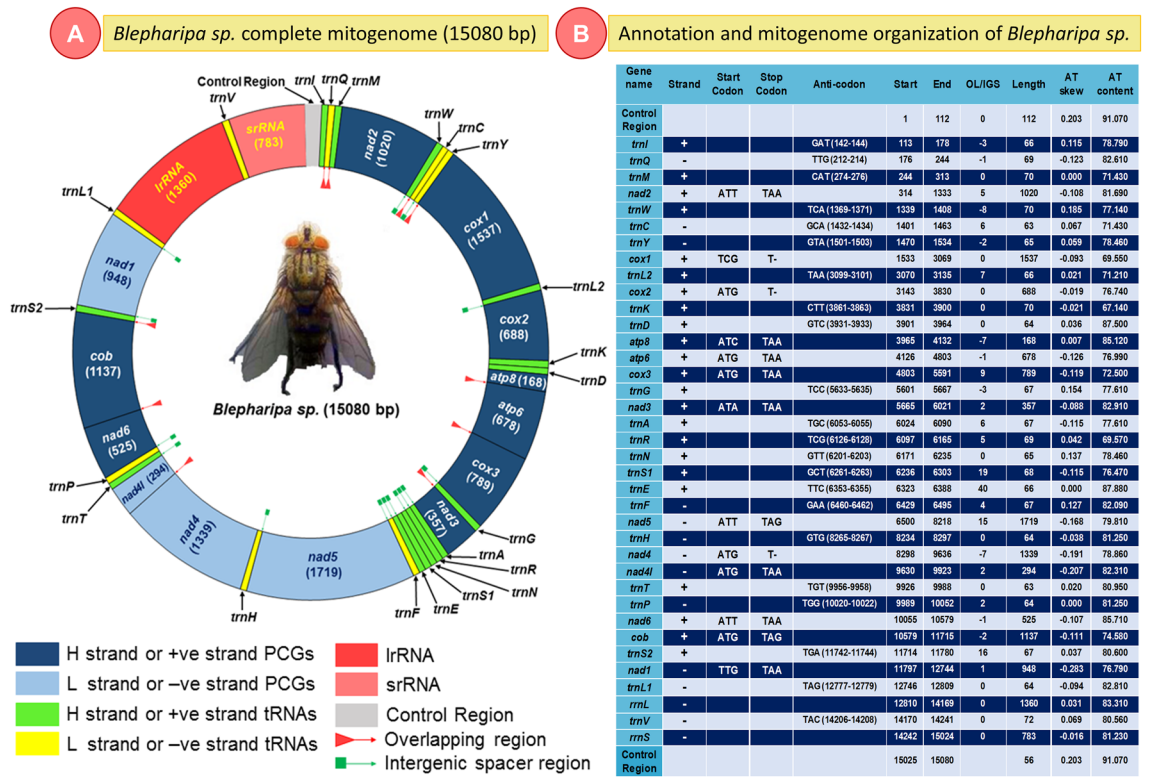 A
Blepharipa sp. complete mitogenome (15080 bp)
Control Region
trnI
trnQ
trnM
trnV
srRNA
(783)
nad2
(1020)
trnW
trnC
trnY
lrRNA
(1360)
cox1
(1537)
trnL1
nad1
(948)
trnL2
trnS2
cox2
(688)
cob
(1137)
trnK
trnD
atp8 (168)
Blepharipa sp. (15080 bp)
atp6
(678)
nad6
(525)
cox3
(789)
trnP
nad4l (294)
trnT
nad3
(357)
nad4
(1339)
trnG
nad5
(1719)
trnA
trnR
trnN
trnS1
trnE
trnF
trnH
H strand or +ve strand PCGs
L strand or –ve strand PCGs
H strand or +ve strand tRNAs
L strand or –ve strand tRNAs
lrRNA
srRNA
Control Region
Overlapping region
Intergenic spacer region
B
Annotation and mitogenome organization of Blepharipa sp.
Gene name Strand Start Codon Stop Codon Anti-codon Start End OL/IGS Length AT skew AT content
Control Region 1 112 0 112 0.203 91.070
trnI + GAT (142-144) 113 178 -3 66 0.115 78.790
trnQ - TTG (212-214) 176 244 -1 69 -0.123 82.610
trnM + CAT (274-276) 244 313 0 70 0.000 71.430
nad2 + ATT TAA 314 1333 5 1020 -0.108 81.690
trnW + TCA (1369-1371) 1339 1408 -8 70 0.185 77.140
trnC - GCA (1432-1434) 1401 1463 6 63 0.067 71.430
trnY - GTA (1501-1503) 1470 1534 -2 65 0.059 78.460
cox1 + TCG T- 1533 3069 0 1537 -0.093 69.550
trnL2 + TAA (3099-3101) 3070 3135 7 66 0.021 71.210
cox2 + ATG T- 3143 3830 0 688 -0.019 76.740
trnK + CTT (3861-3863) 3831 3900 0 70 -0.021 67.140
trnD + GTC (3931-3933) 3901 3964 0 64 0.036 87.500
atp8 + ATC TAA 3965 4132 -7 168 0.007 85.120
atp6 + ATG TAA 4126 4803 -1 678 -0.126 76.990
cox3 + ATG TAA 4803 5591 9 789 -0.119 72.500
trnG + TCC (5633-5635) 5601 5667 -3 67 0.154 77.610
nad3 + ATA TAA 5665 6021 2 357 -0.088 82.910
trnA + TGC (6053-6055) 6024 6090 6 67 -0.115 77.610
trnR + TCG (6126-6128) 6097 6165 5 69 0.042 69.570
trnN + GTT (6201-6203) 6171 6235 0 65 0.137 78.460
trnS1 + GCT (6261-6263) 6236 6303 19 68 -0.115 76.470
trnE + TTC (6353-6355) 6323 6388 40 66 0.000 87.880
trnF - GAA (6460-6462) 6429 6495 4 67 0.127 82.090
nad5 - ATT TAG 6500 8218 15 1719 -0.168 79.810
trnH - GTG (8265-8267) 8234 8297 0 64 -0.038 81.250
nad4 - ATG T- 8298 9636 -7 1339 -0.191 78.860
nad4l - ATG TAA 9630 9923 2 294 -0.207 82.310
trnT + TGT (9956-9958) 9926 9988 0 63 0.020 80.950
trnP - TGG (10020-10022) 9989 10052 2 64 0.000 81.250
nad6 + ATT TAA 10055 10579 -1 525 -0.107 85.710
cob + ATG TAG 10579 11715 -2 1137 -0.111 74.580
trnS2 + TGA (11742-11744) 11714 11780 16 67 0.037 80.600
nad1 - TTG TAA 11797 12744 1 948 -0.283 76.790
trnL1 - TAG (12777-12779) 12746 12809 0 64 -0.094 82.810
rrnL - 12810 14169 0 1360 0.031 83.310
trnV - TAC (14206-14208) 14170 14241 0 72 0.069 80.560
rrnS - 14242 15024 0 783 -0.016 81.230
Control Region 15025 15080 56 0.203 91.070